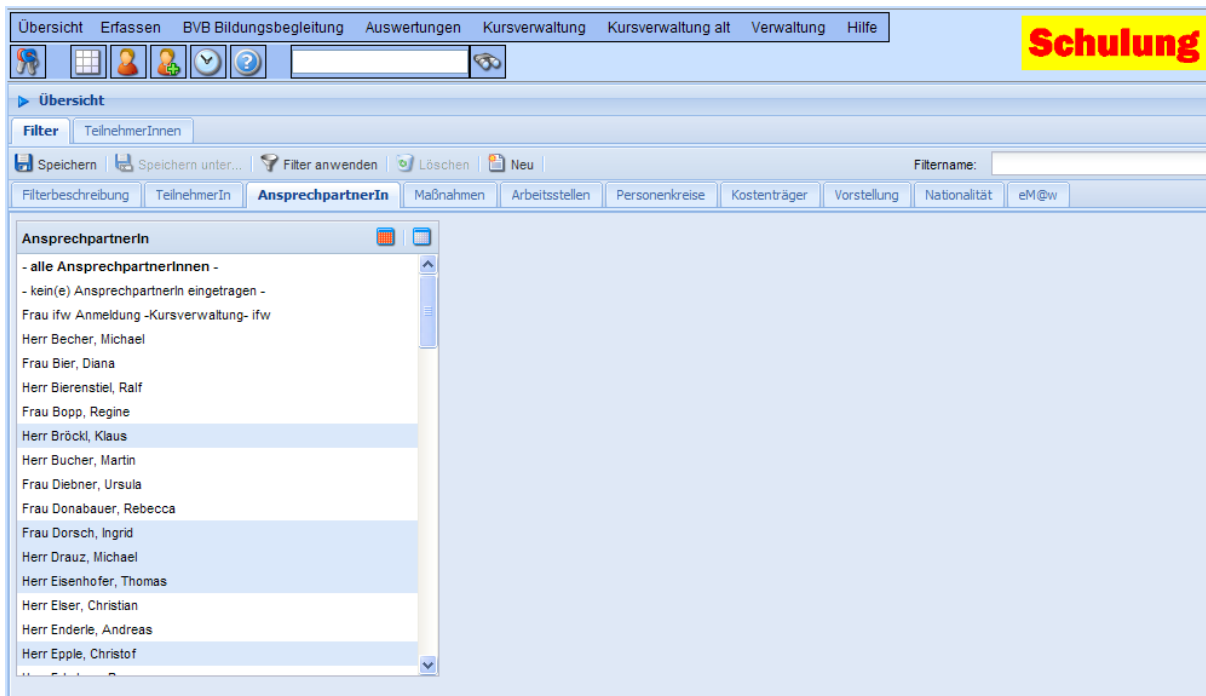 Übersicht Erfassen BVB Bildungsbegleitung Auswertungen Kursverwaltung Kursverwaltung alt Verwaltung Hilfe
Schulung
Übersicht
Filter TeilnehmerInnen
Speichern Speichern unter... Filter anwenden Löschen Neu Filtername:
Filterbeschreibung TeilnehmerIn AnsprechpartnerIn Maßnahmen Arbeitsstellen Personenkreise Kostenträger Vorstellung Nationalität eM@w
AnsprechpartnerIn
- alle AnsprechpartnerInnen -
- kein(e) AnsprechpartnerIn eingetragen -
Frau ifw Anmeldung -Kursverwaltung- ifw
Herr Becher, Michael
Frau Bier, Diana
Herr Bierenstiel, Ralf
Frau Bopp, Regine
Herr Bröckl, Klaus
Herr Bucher, Martin
Frau Diebner, Ursula
Frau Donabauer, Rebecca
Frau Dorsch, Ingrid
Herr Drauz, Michael
Herr Eisenhofer, Thomas
Herr Elser, Christian
Herr Enderle, Andreas
Herr Epple, Christof